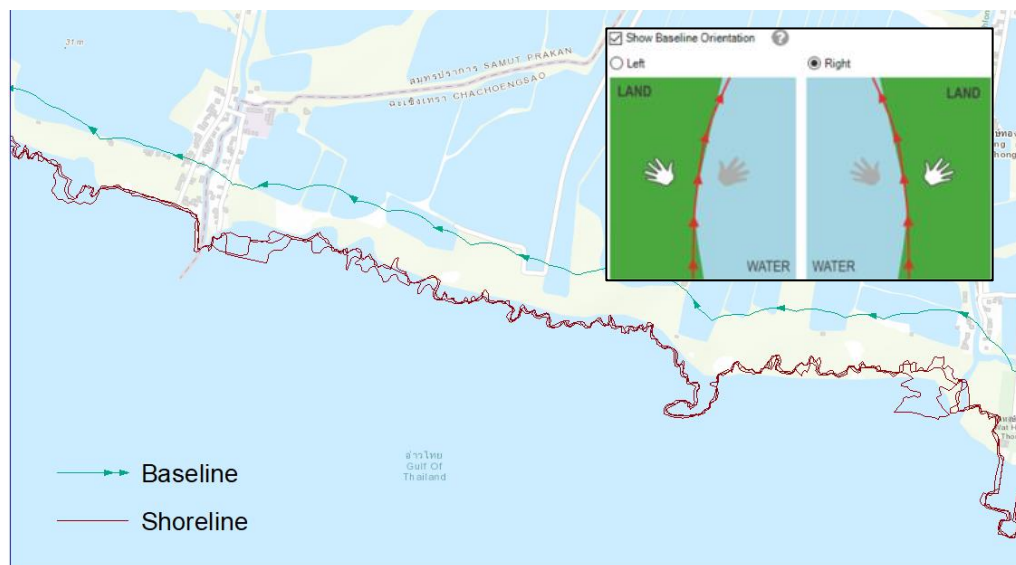 31 m
สมุทรปราการ SAMUT PRAKAN
ฉะเชิงเทรา CHACHOENGSAO
Show Baseline Orientation ?
Left
Right
LAND
LAND
WATER
WATER
อ่าวไทย
Gulf Of
Thailand
Baseline
Shoreline